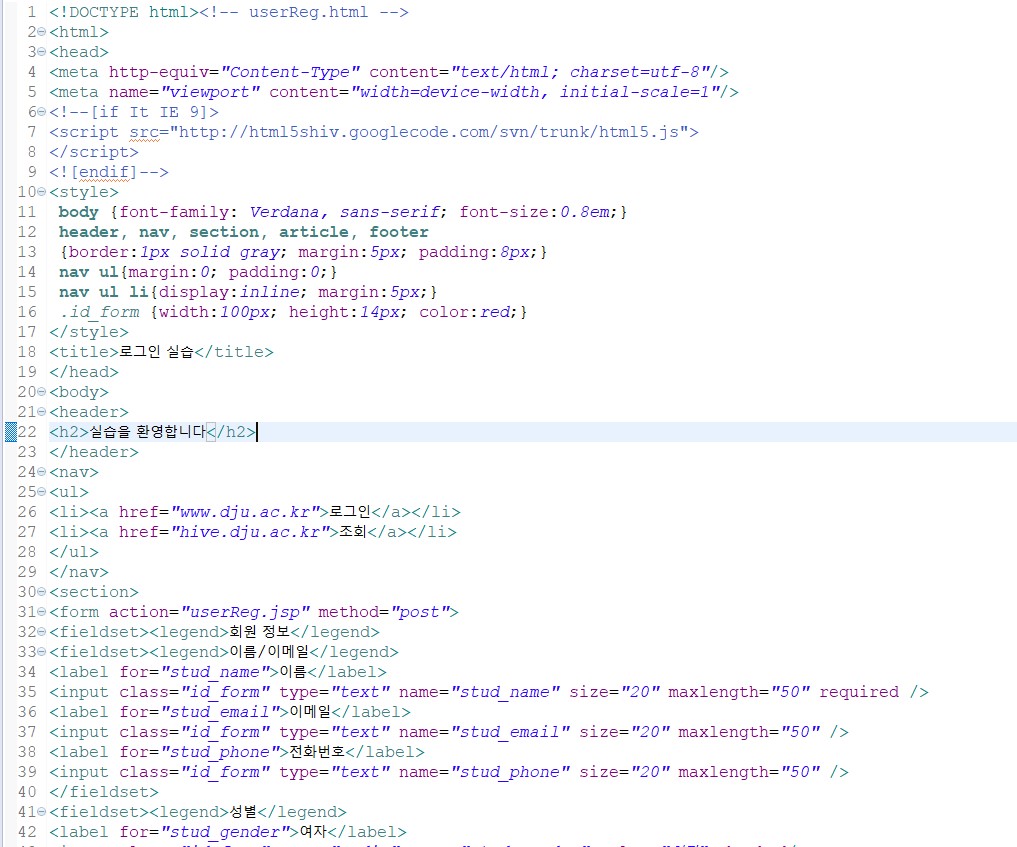 1 <!DOCTYPE html><!-- userReg.html -->
2 <html>
3 <head>
4 <meta http-equiv="Content-Type" content="text/html; charset=utf-8"/>
5 <meta name="viewport" content="width=device-width, initial-scale=1"/>
6 <!--[if It IE 9]>
7 <script src="http://html5shiv.googlecode.com/svn/trunk/html5.js">
8 </script>
9 <![endif]-->
10 <style>
11 body {font-family: Verdana, sans-serif; font-size:0.8em;}
12 header, nav, section, article, footer
13 {border:1px solid gray; margin:5px; padding:8px;}
14 nav ul{margin:0; padding:0;}
15 nav ul li{display:inline; margin:5px;}
16 .id_form {width:100px; height:14px; color:red;}
17 </style>
18 <title>로그인 실습</title>
19 </head>
20 <body>
21 <header>
22 <h2>실습을 환영합니다</h2>
23 </header>
24 <nav>
25 <ul>
26 <li><a href="www.dju.ac.kr">로그인</a></li>
27 <li><a href="hive.dju.ac.kr">조회</a></li>
28 </ul>
29 </nav>
30 <section>
31 <form action="userReg.jsp" method="post">
32 <fieldset><legend>회원 정보</legend>
33 <fieldset><legend>이름/이메일</legend>
34 <label for="stud_name">이름</label>
35 <input class="id_form" type="text" name="stud_name" size="20" maxlength="50" required />
36 <label for="stud_email">이메일</label>
37 <input class="id_form" type="text" name="stud_email" size="20" maxlength="50" />
38 <label for="stud_phone">전화번호</label>
39 <input class="id_form" type="text" name="stud_phone" size="20" maxlength="50" />
40 </fieldset>
41 <fieldset><legend>성별</legend>
42 <label for="stud_gender">여자</label>